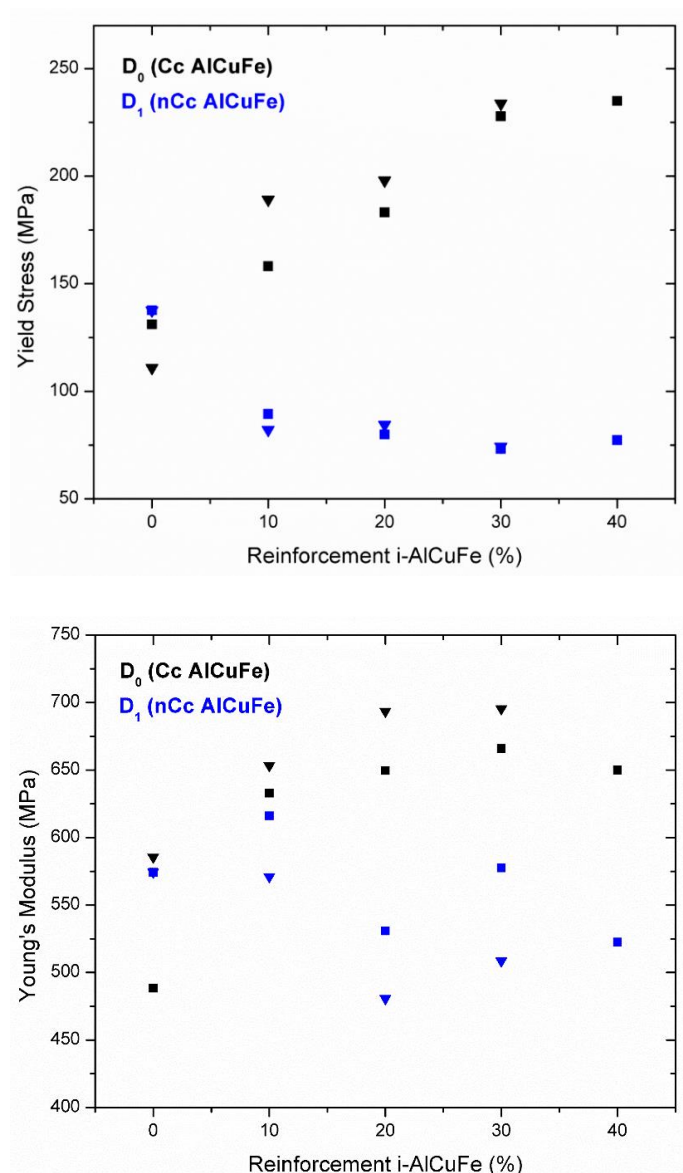 D₀ (Cc AlCuFe)
D₁ (nCc AlCuFe)
250
200
150
100
50
Yield Stress (MPa)
0 10 20 30 40
Reinforcement i-AlCuFe (%)
750
D₀ (Cc AlCuFe)
D₁ (nCc AlCuFe)
700
650
600
550
500
450
400
Young's Modulus (MPa)
0 10 20 30 40
Reinforcement i-AlCuFe (%)